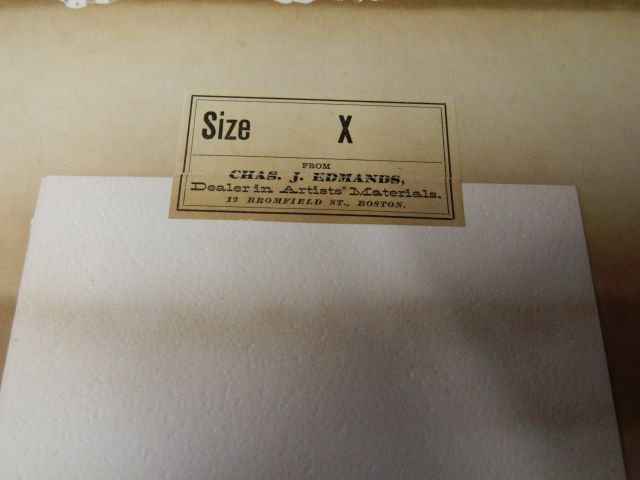 Size X
FROM
CHAS. J. EDMANDS,
Dealer in Artists' Materials.
12 BROMFIELD ST., BOSTON.